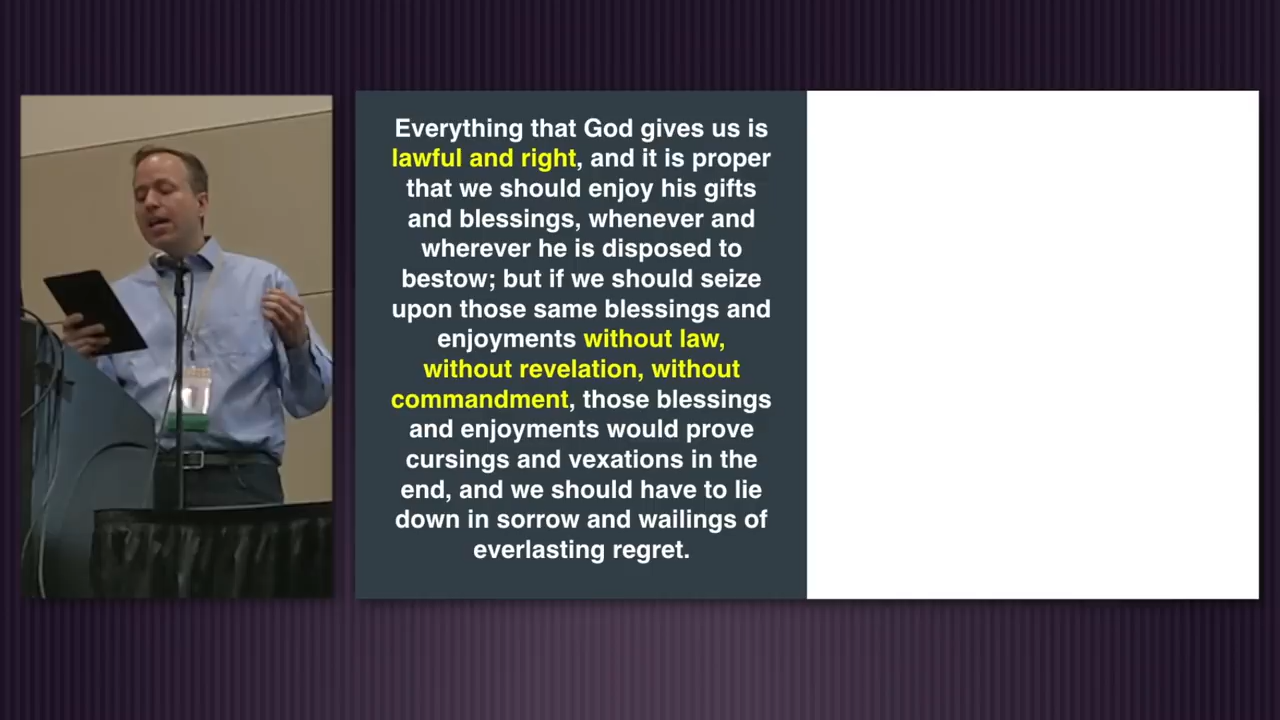 Everything that God gives us is
lawful and right, and it is proper
that we should enjoy his gifts
and blessings, whenever and
wherever he is disposed to
bestow; but if we should seize
upon those same blessings and
enjoyments without law,
without revelation, without
commandment, those blessings
and enjoyments would prove
cursings and vexations in the
end, and we should have to lie
down in sorrow and wailings of
everlasting regret.